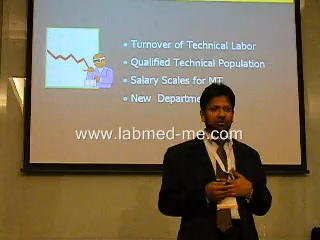 • Turnover of Technical Labor
• Qualified Technical Population
• Salary Scales for MT
• New Departme
www.labmed-me.com